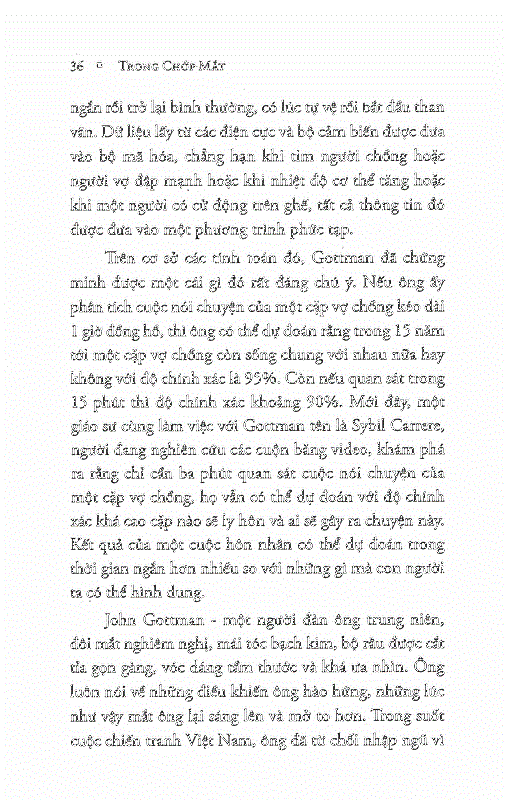 36 ▫ TRONG CHỚP MẮT
ngắn rồi trở lại bình thường, có lúc tự vệ rồi bắt đầu than
vãn. Dữ liệu lấy từ các điện cực và bộ cảm biến được đưa
vào bộ mã hóa, chẳng hạn khi tim người chồng hoặc
người vợ đập mạnh hoặc khi nhiệt độ cơ thể tăng hoặc
khi một người có cử động trên ghế, tất cả thông tin đó
được đưa vào một phương trình phức tạp.
Trên cơ sở các tính toán đó, Gottman đã chứng
minh được một cái gì đó rất đáng chú ý. Nếu ông ấy
phân tích cuộc nói chuyện của một cặp vợ chồng kéo dài
1 giờ đồng hồ, thì ông có thể dự đoán rằng trong 15 năm
tới một cặp vợ chồng còn sống chung với nhau nữa hay
không với độ chính xác là 95%. Còn nếu quan sát trong
15 phút thì độ chính xác khoảng 90%. Mới đây, một
giáo sư cùng làm việc với Gottman tên là Sybil Carrere,
người đang nghiên cứu các cuộn băng video, khám phá
ra rằng chỉ cần ba phút quan sát cuộc nói chuyện của
một cặp vợ chồng, họ vẫn có thể dự đoán với độ chính
xác khá cao cặp nào sẽ ly hôn và ai sẽ gây ra chuyện này.
Kết quả của một cuộc hôn nhân có thể dự đoán trong
thời gian ngắn hơn nhiều so với những gì mà con người
ta có thể hình dung.
John Gottman - một người đàn ông trung niên,
đôi mắt nghiêm nghị, mái tóc bạch kim, bộ râu được cắt
tỉa gọn gàng, vóc dáng tầm thước và khá ưa nhìn. Ông
luôn nói về những điều khiến ông hào hứng, những lúc
như vậy mắt ông lại sáng lên và mở to hơn. Trong suốt
cuộc chiến tranh Việt Nam, ông đã từ chối nhập ngũ vì